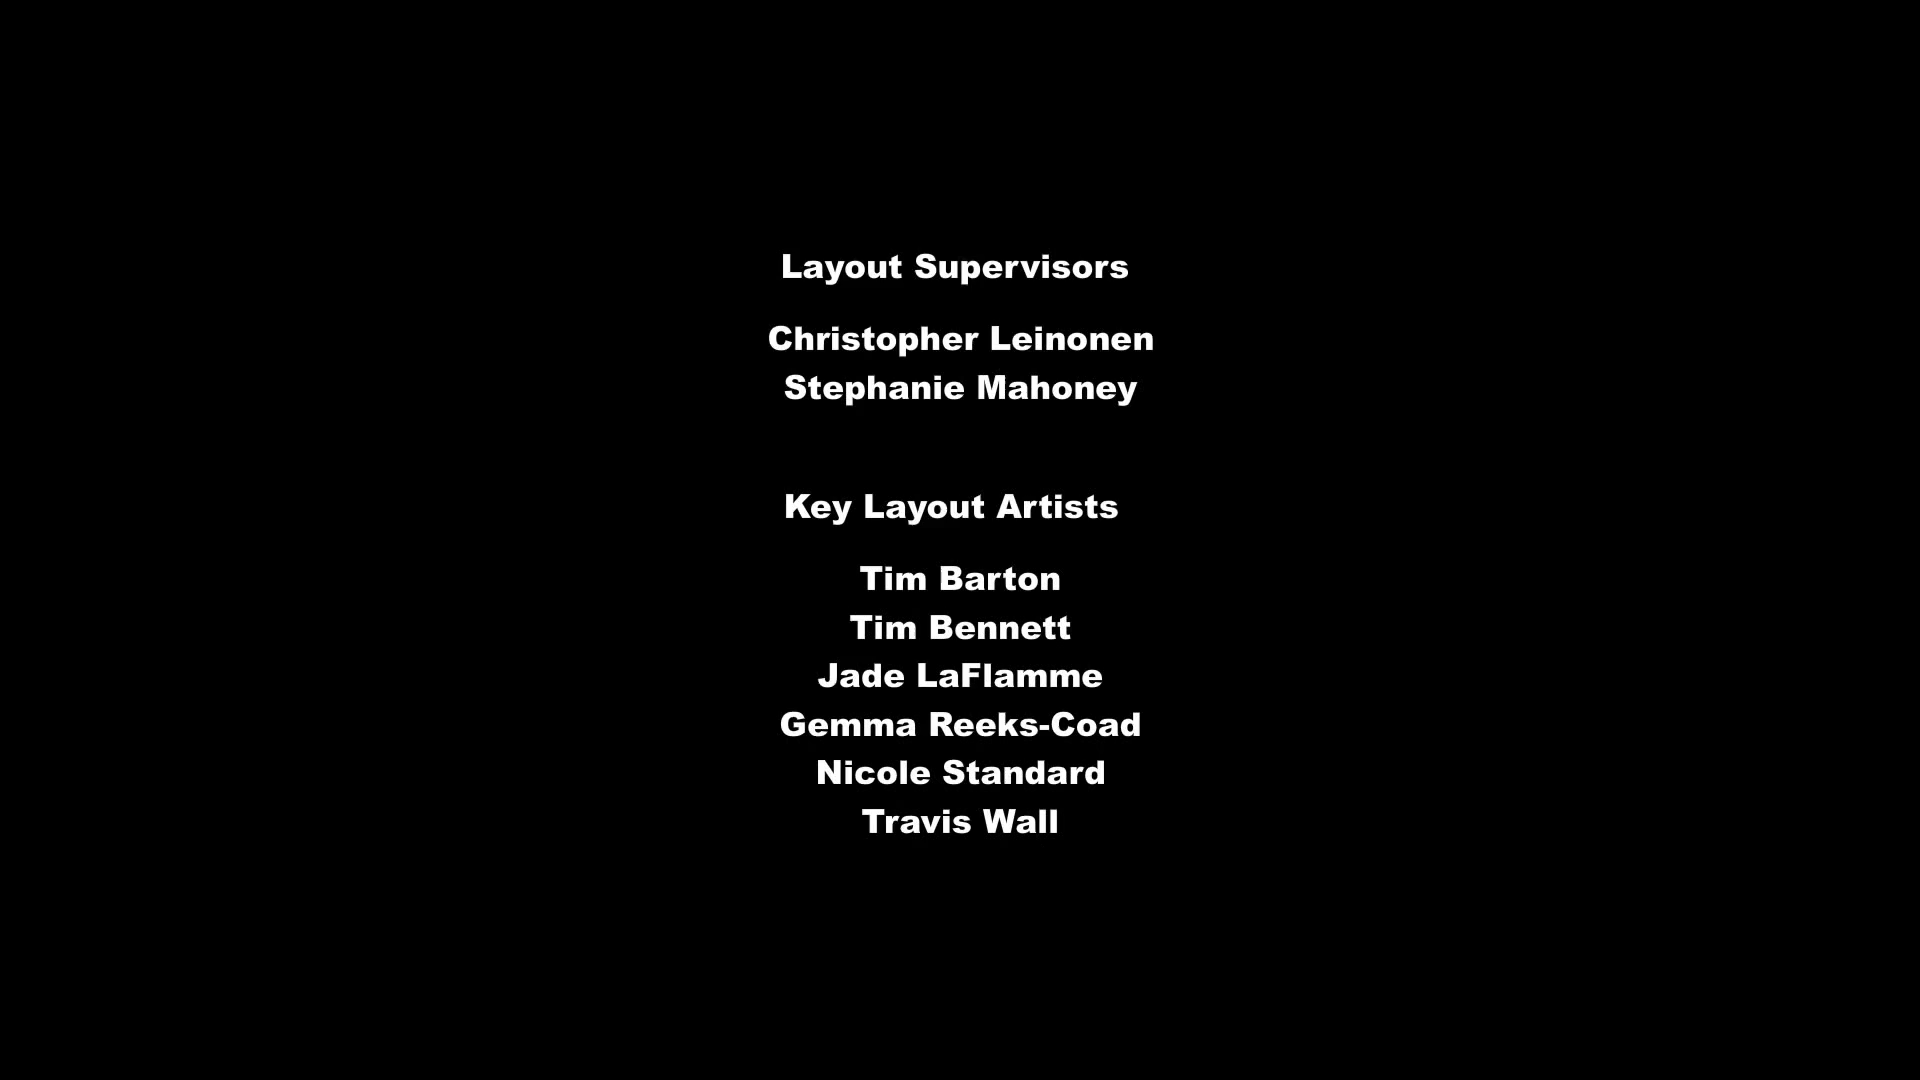 Layout Supervisors
Christopher Leinonen
Stephanie Mahoney
Key Layout Artists
Tim Barton
Tim Bennett
Jade LaFlamme
Gemma Reeks-Coad
Nicole Standard
Travis Wall